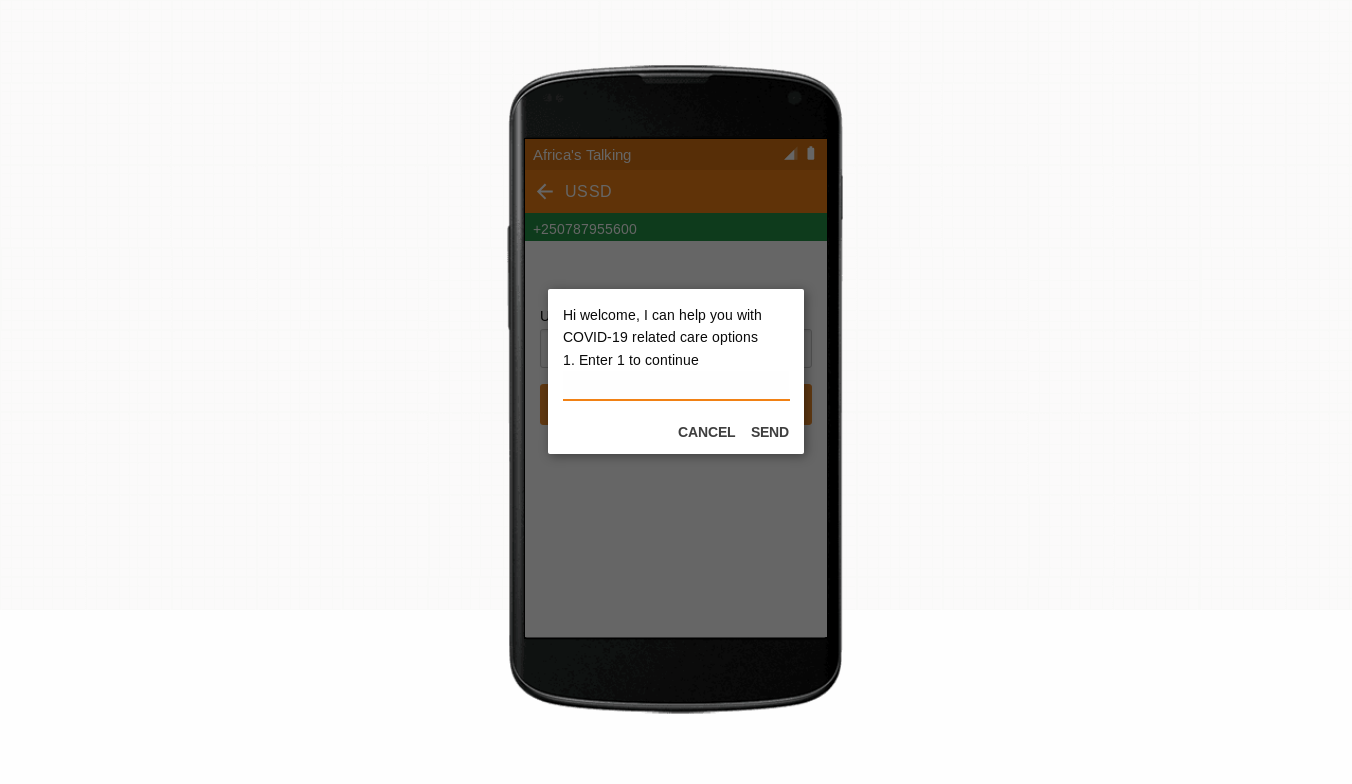 Africa's Talking
USSD
+250787955600
Hi welcome, I can help you with
COVID-19 related care options
1. Enter 1 to continue
CANCEL SEND